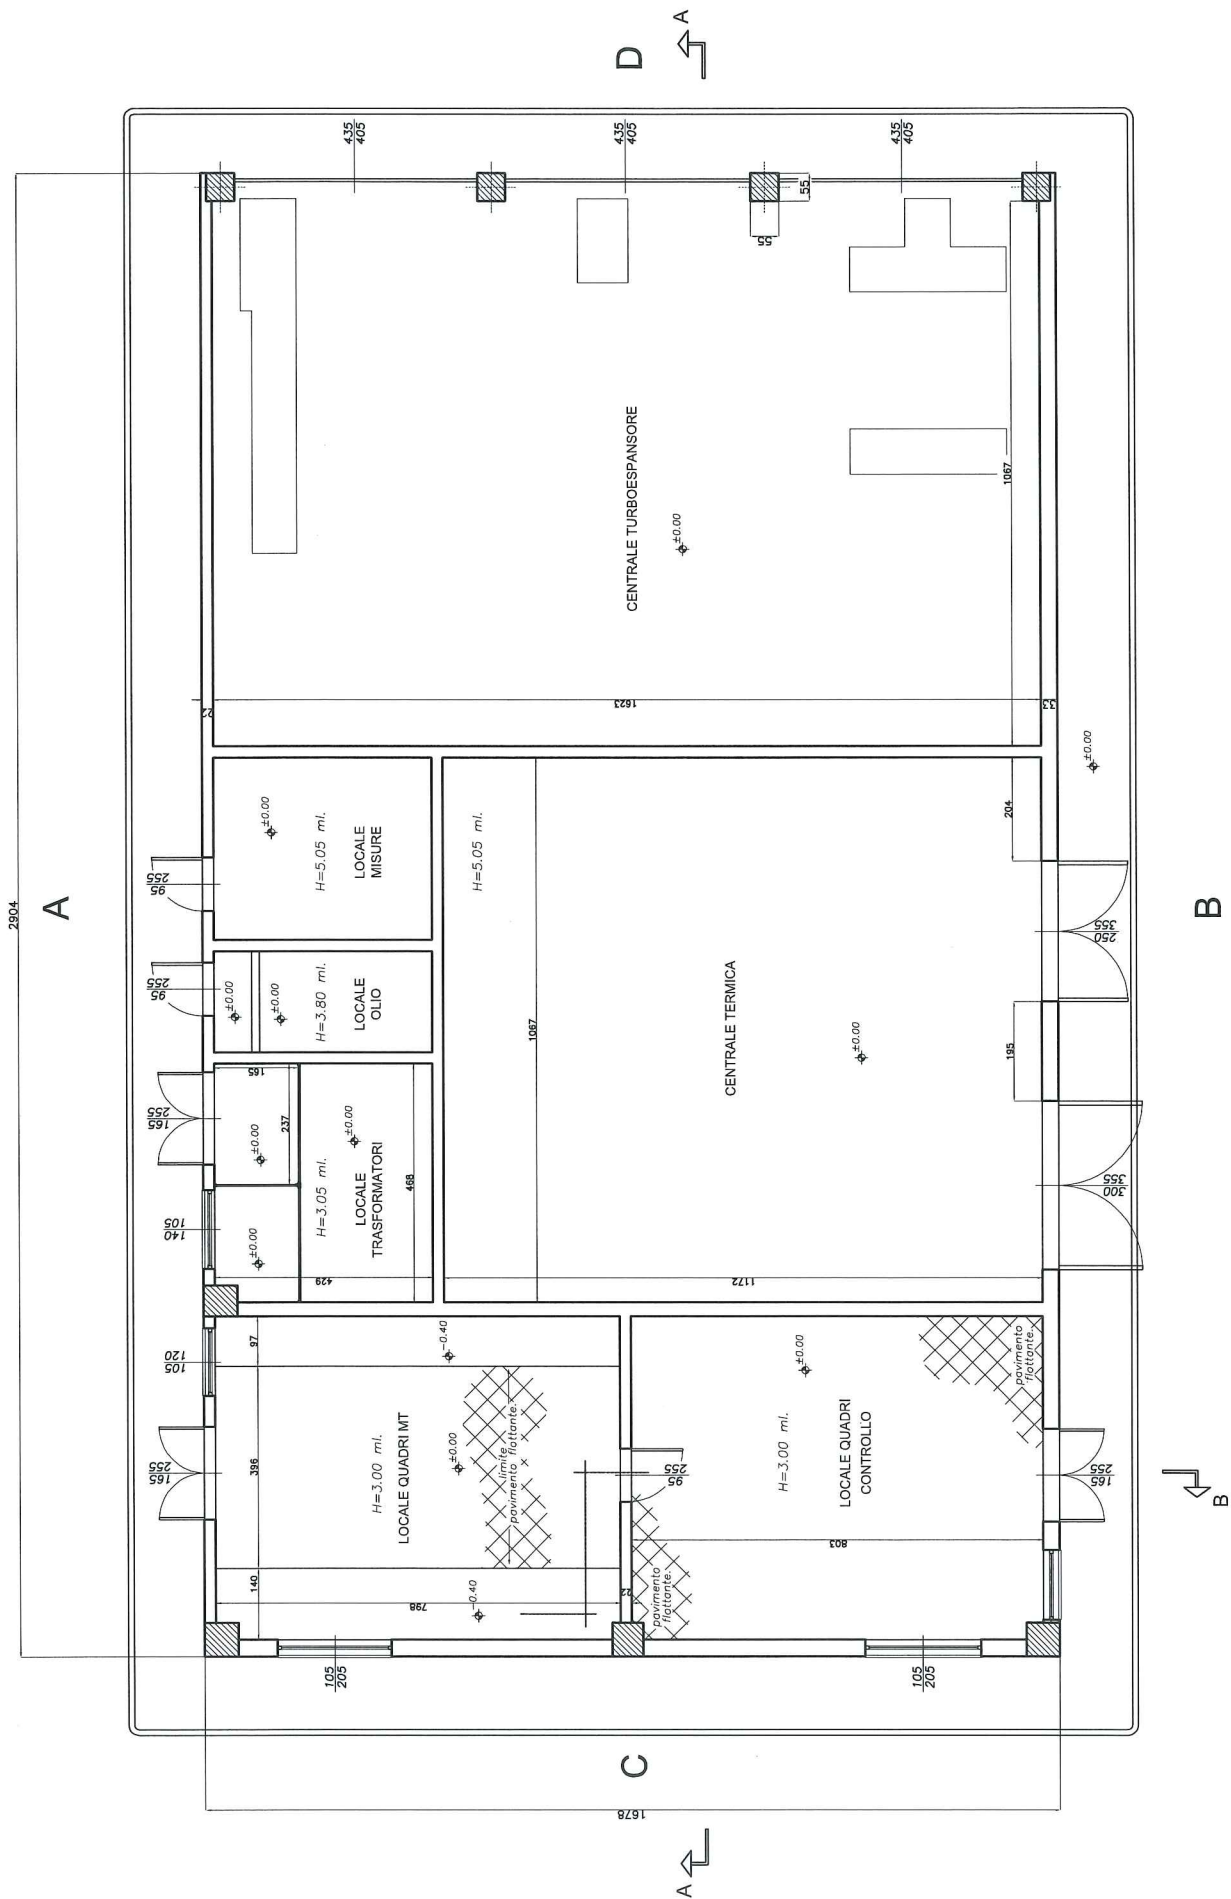 2904
A
D
A
255
95
255
95
255
165
105
140
120
105
255
165
435
405
435
405
435
405
22
33
55
55
1623
1067
CENTRALE TURBOESPANSORE
±0.00
±0.00
H=5.05 ml.
LOCALE
MISURE
±0.00
H=3.80 ml.
LOCALE
OLIO
±0.00
±0.00
165
237
±0.00
±0.00
±0.00
H=3.05 ml.
LOCALE
TRASFORMATORI
468
429
H=5.05 ml.
1067
CENTRALE TERMICA
±0.00
1172
204
195
355
250
355
300
97
396
140
-0.40
H=3.00 ml.
LOCALE QUADRI MT
±0.00
limite
pavimento flottante.
-0.40
798
22
255
95
±0.00
H=3.00 ml.
LOCALE QUADRI
CONTROLLO
pavimento
flottante.
pavimento
flottante.
803
255
165
105
205
105
205
C
B
B
1678
A